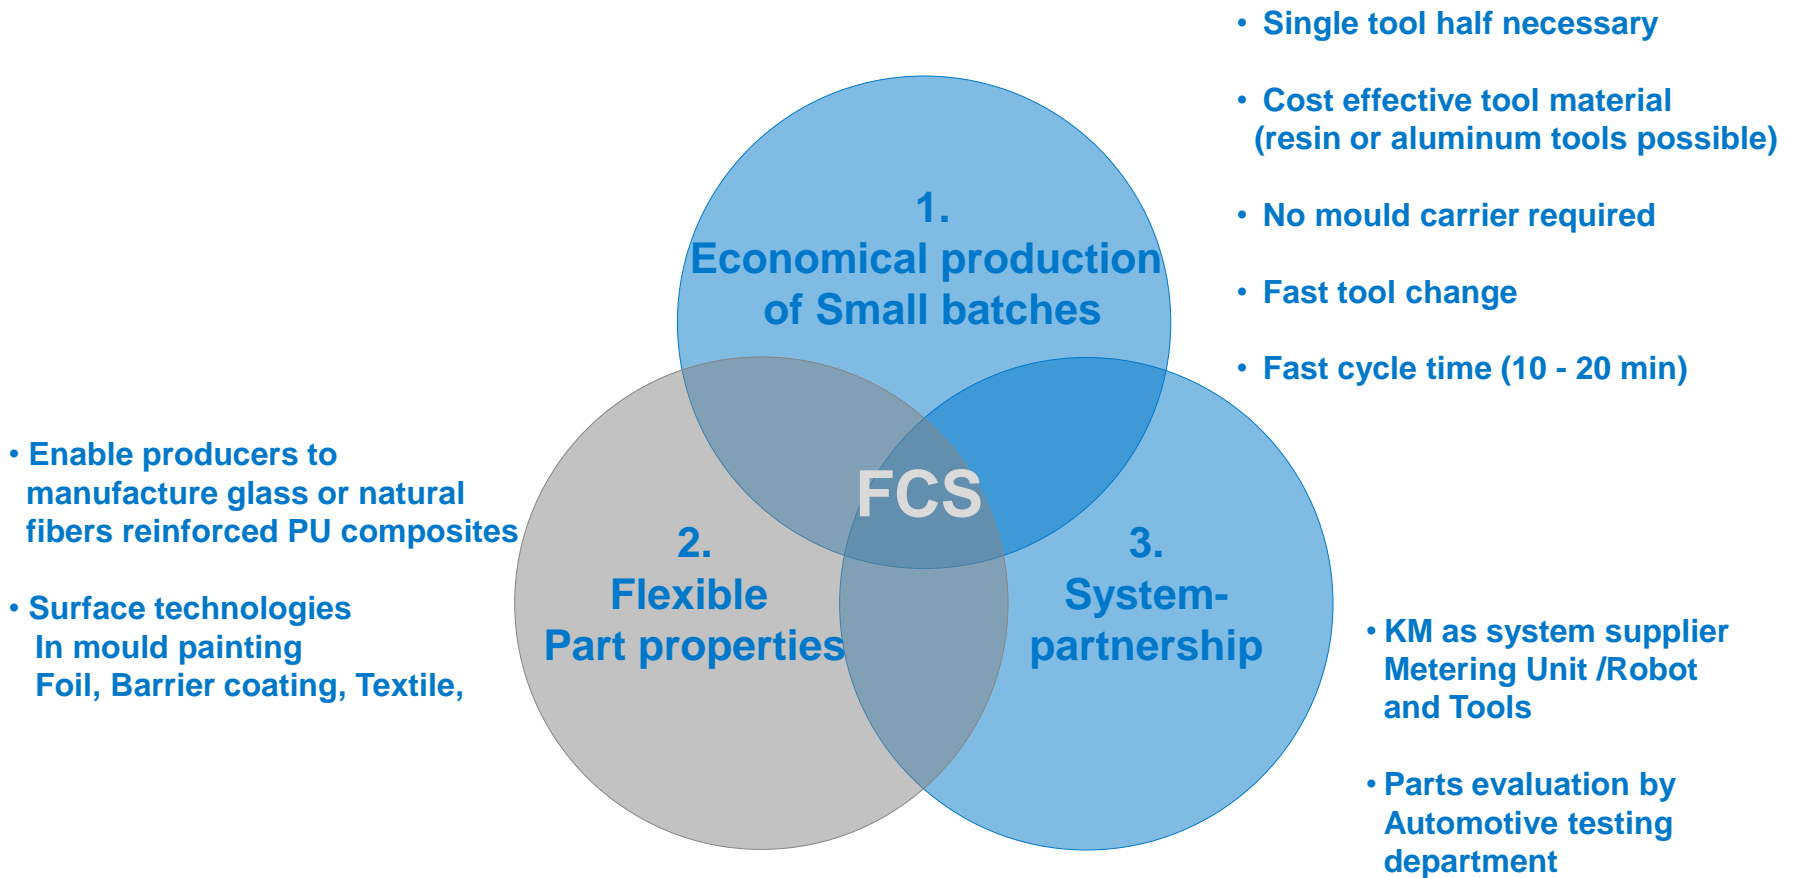 • Single tool half necessary
• Cost effective tool material
(resin or aluminum tools possible)
• No mould carrier required
• Fast tool change
• Fast cycle time (10 - 20 min)
1.
Economical production
of Small batches
FCS
• Enable producers to
manufacture glass or natural
fibers reinforced PU composites
• Surface technologies
In mould painting
Foil, Barrier coating, Textile,
2.
Flexible
Part properties
3.
System-
partnership
• KM as system supplier
Metering Unit /Robot
and Tools
• Parts evaluation by
Automotive testing
department